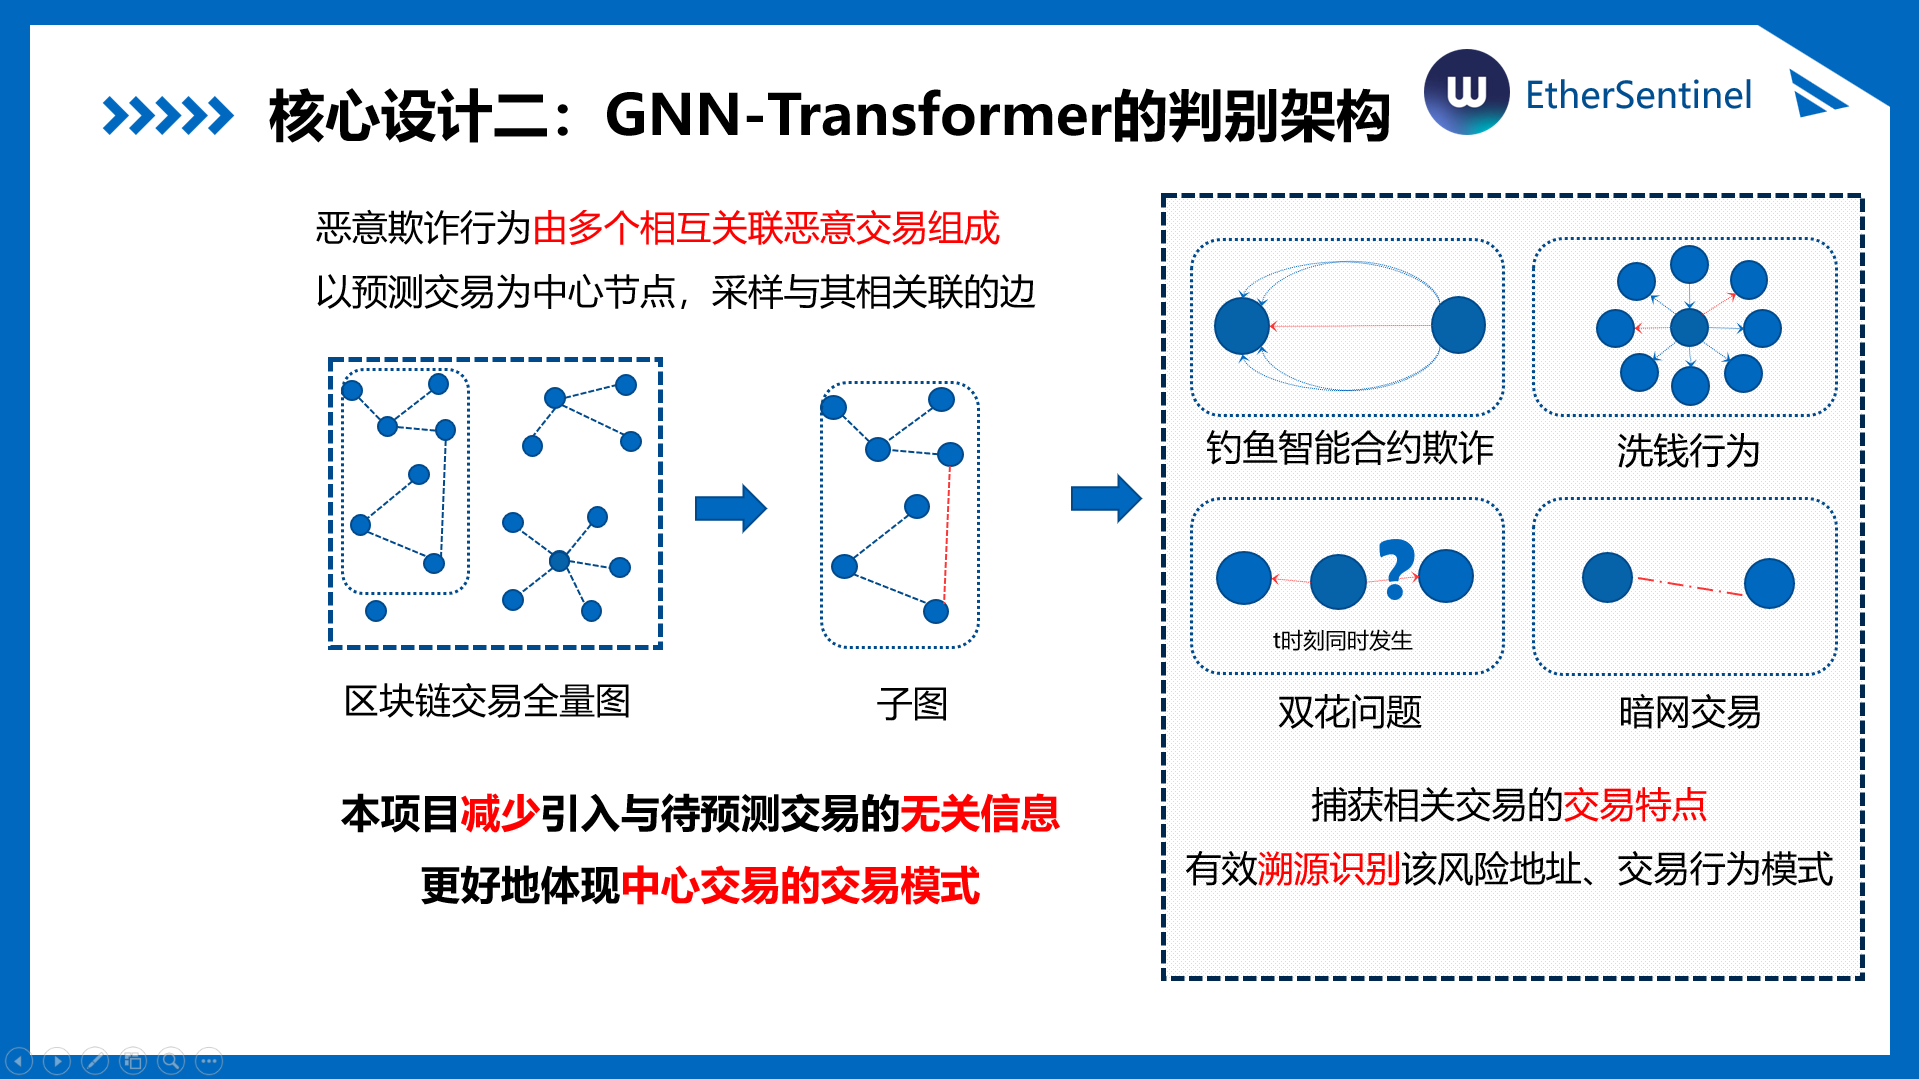 核心设计二：GNN-Transformer的判别架构
W EtherSentinel
恶意欺诈行为由多个相互关联恶意交易组成
以预测交易为中心节点，采样与其相关联的边
区块链交易全量图
子图
本项目减少引入与待预测交易的无关信息
更好地体现中心交易的交易模式
钓鱼智能合约欺诈
洗钱行为
?
t时刻同时发生
双花问题
暗网交易
捕获相关交易的交易特点
有效溯源识别该风险地址、交易行为模式